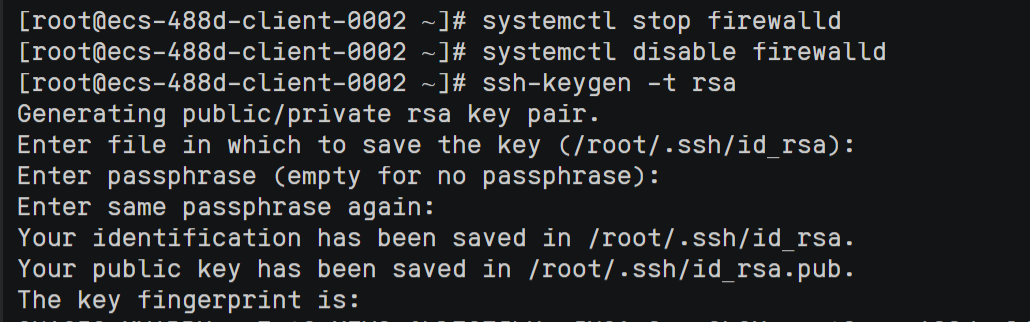 [root@ecs-488d-client-0002 ~]# systemctl stop firewalld
[root@ecs-488d-client-0002 ~]# systemctl disable firewalld
[root@ecs-488d-client-0002 ~]# ssh-keygen -t rsa
Generating public/private rsa key pair.
Enter file in which to save the key (/root/.ssh/id_rsa):
Enter passphrase (empty for no passphrase):
Enter same passphrase again:
Your identification has been saved in /root/.ssh/id_rsa.
Your public key has been saved in /root/.ssh/id_rsa.pub.
The key fingerprint is: